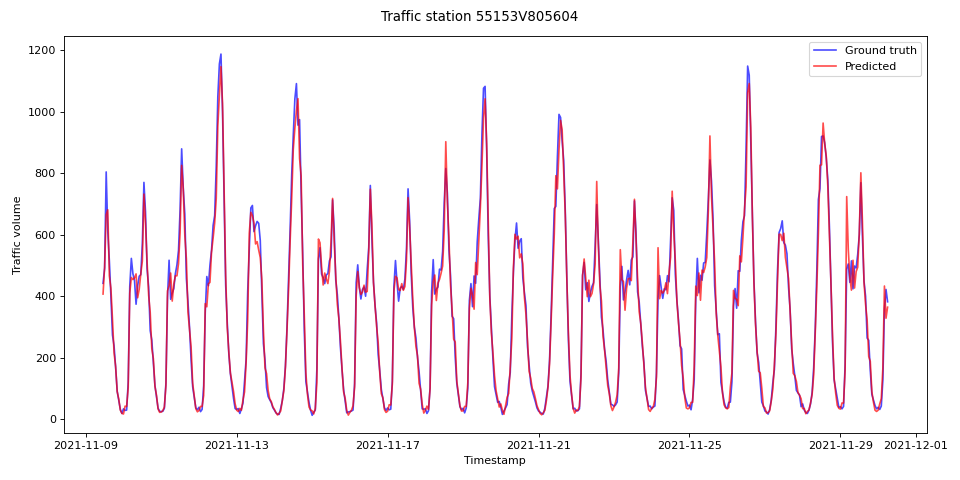 Traffic station 55153V805604
Ground truth
Predicted
Traffic volume
1200
1000
800
600
400
200
0
2021-11-09
2021-11-13
2021-11-17
2021-11-21
2021-11-25
2021-11-29
2021-12-01
Timestamp